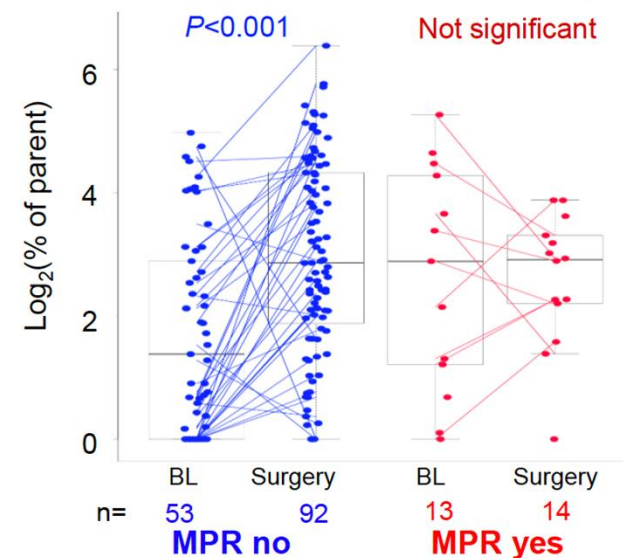 P<0.001 Not significant
Log2(% of parent)
6
4
2
0
BL Surgery BL Surgery
n= 53 92 13 14
MPR no MPR yes